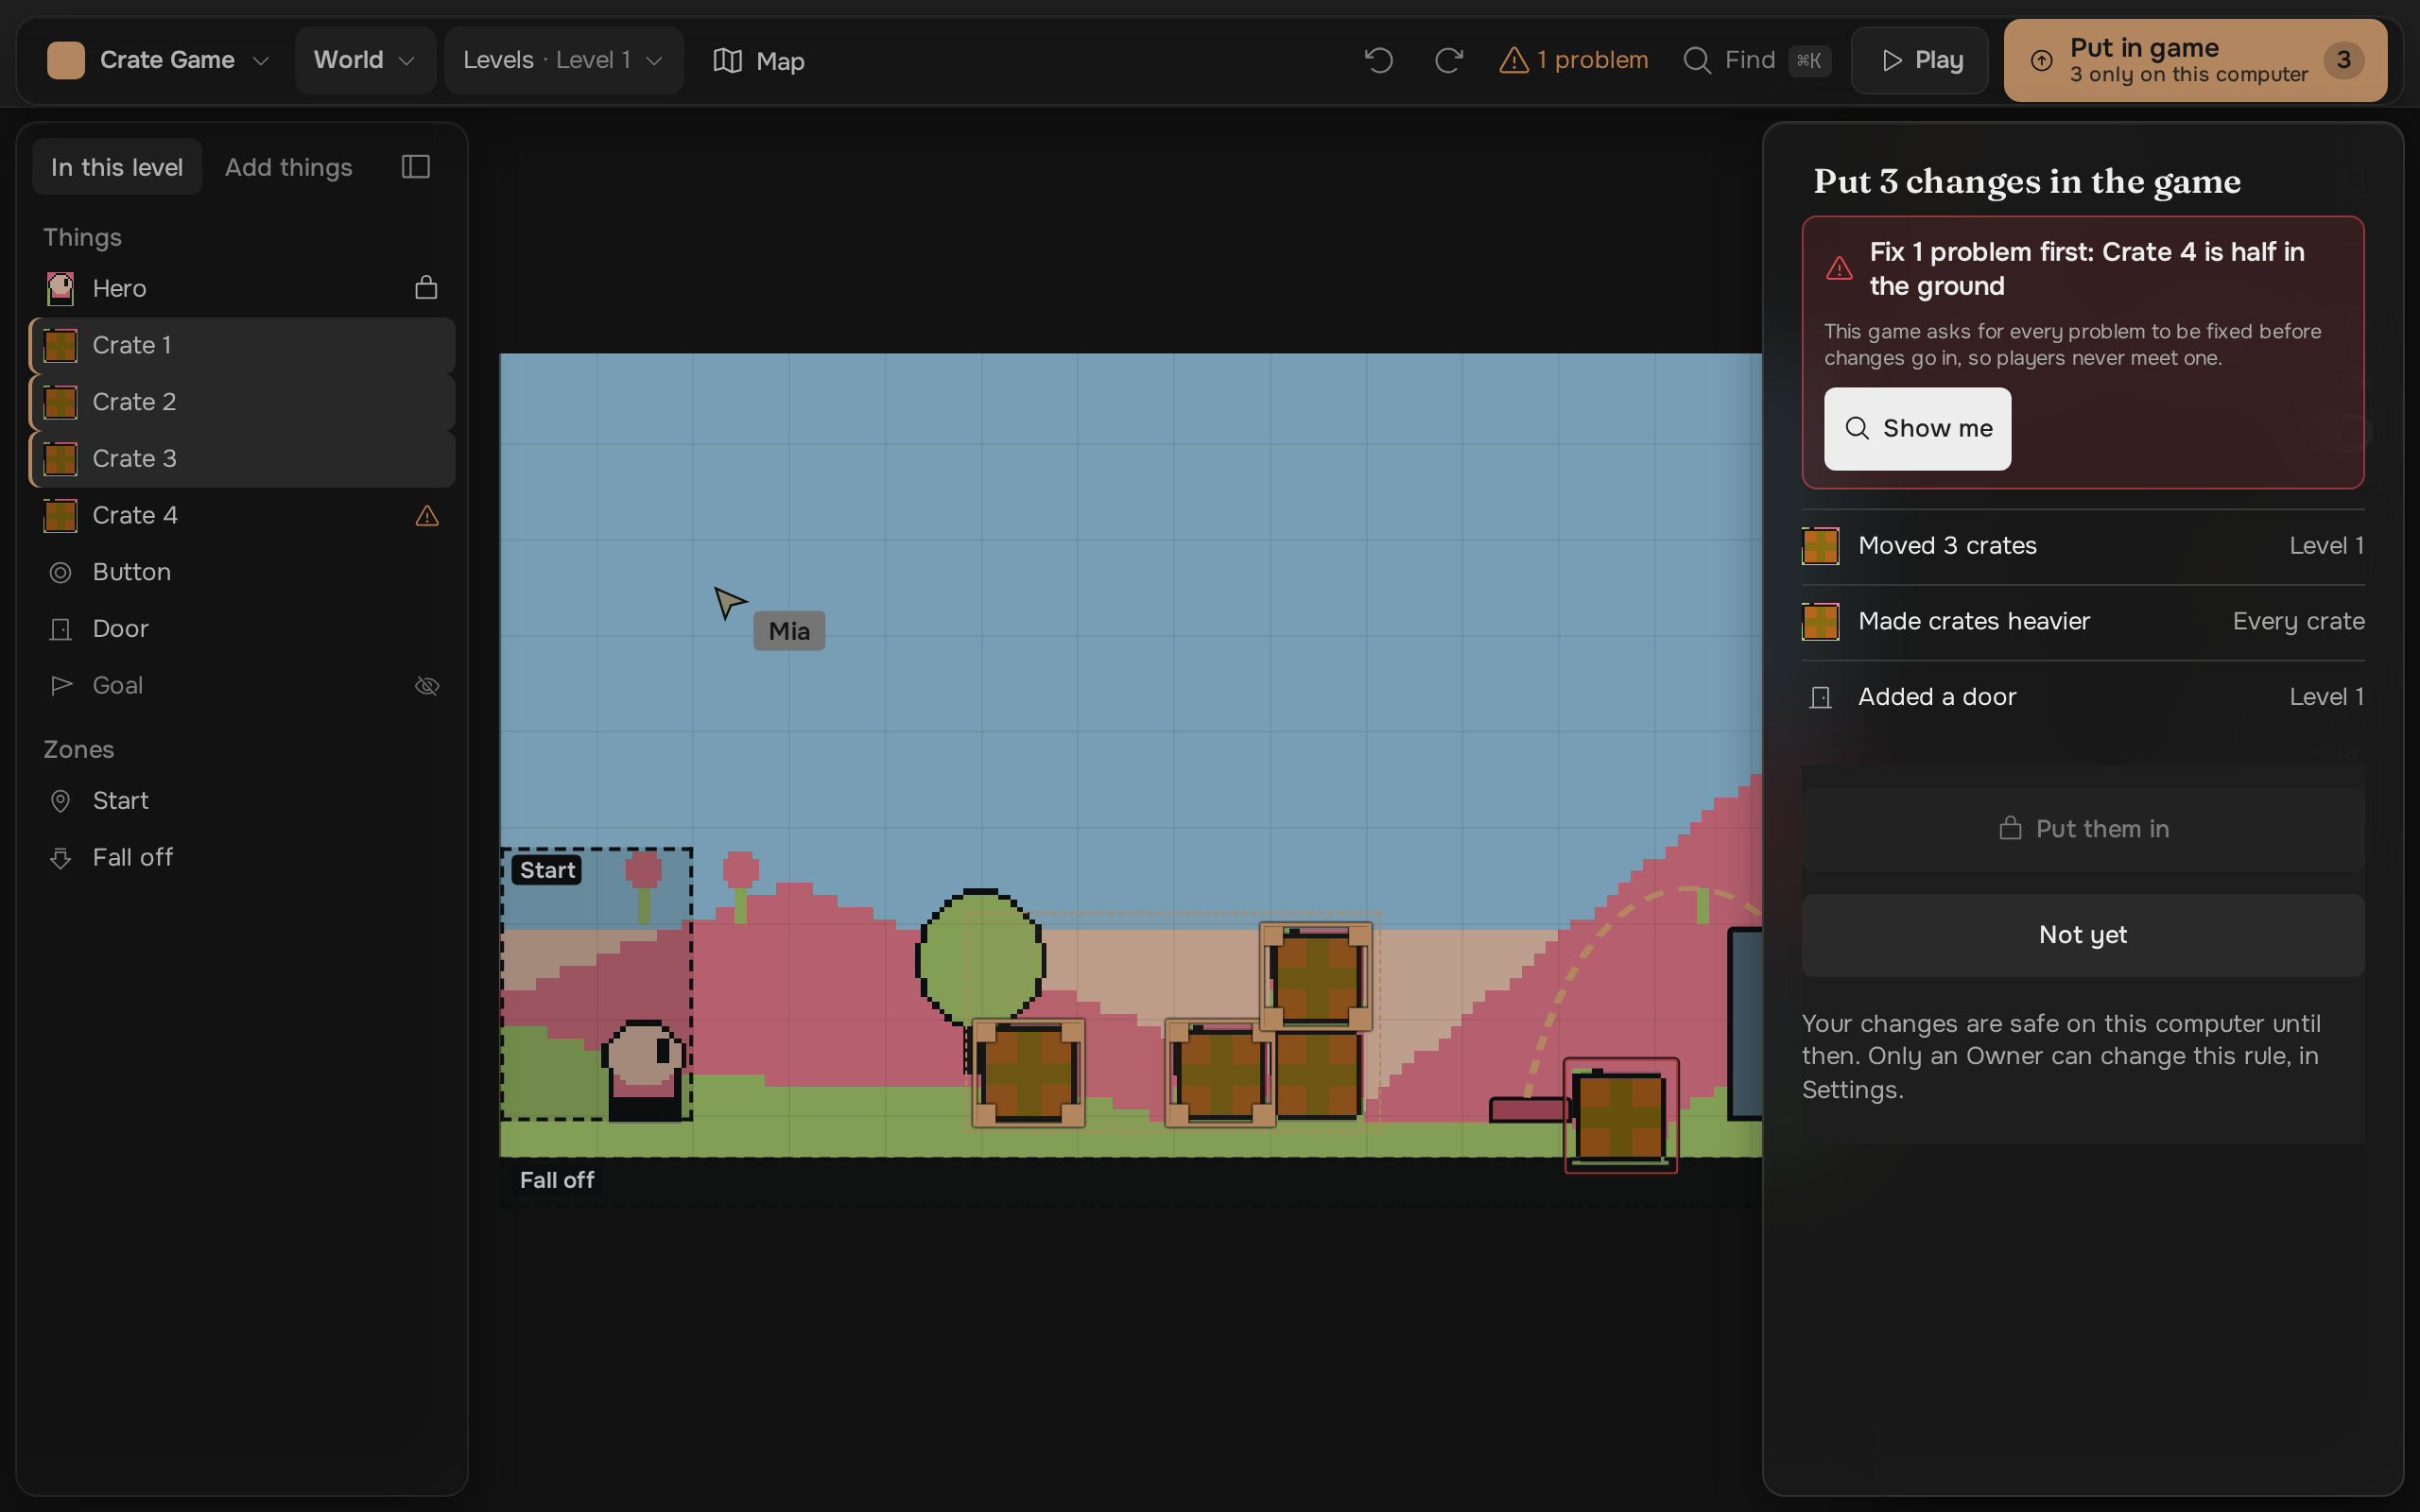 Crate Game
World
Levels · Level 1
Map
1 problem
Find ⌘K
Play
Put in game
3 only on this computer
3
In this level
Add things
Things
Hero
Crate 1
Crate 2
Crate 3
Crate 4
Button
Door
Goal
Zones
Start
Fall off
Mia
Start
Fall off
Put 3 changes in the game
Fix 1 problem first: Crate 4 is half in
the ground
This game asks for every problem to be fixed before
changes go in, so players never meet one.
Show me
Moved 3 crates
Level 1
Made crates heavier
Every crate
Added a door
Level 1
Put them in
Not yet
Your changes are safe on this computer until
then. Only an Owner can change this rule, in
Settings.